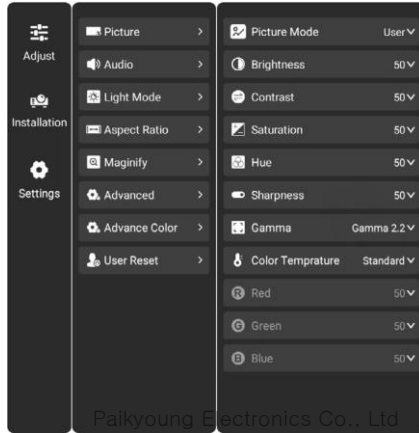 Adjust
Installation
Settings
Picture
Audio
Light Mode
Aspect Ratio
Maginify
Advanced
Advance Color
User Reset
Picture Mode User
Brightness 50
Contrast 50
Saturation 50
Hue 50
Sharpness 50
Gamma Gamma 2.2
Color Temprature Standard
R Red 50
G Green 50
B Blue 50
Paikyoung Electronics Co., Ltd